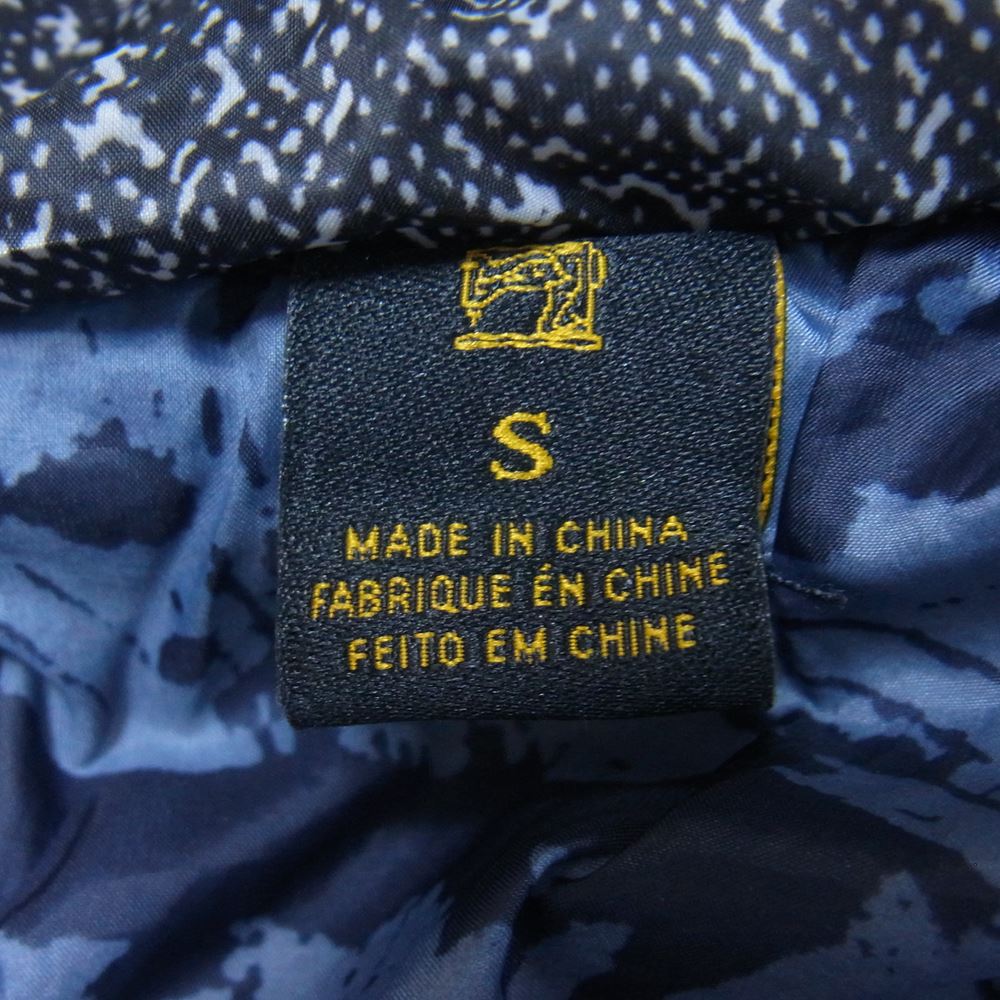 S
MADE IN CHINA
FABRIQUE ÉN CHINE
FEITO EM CHINE